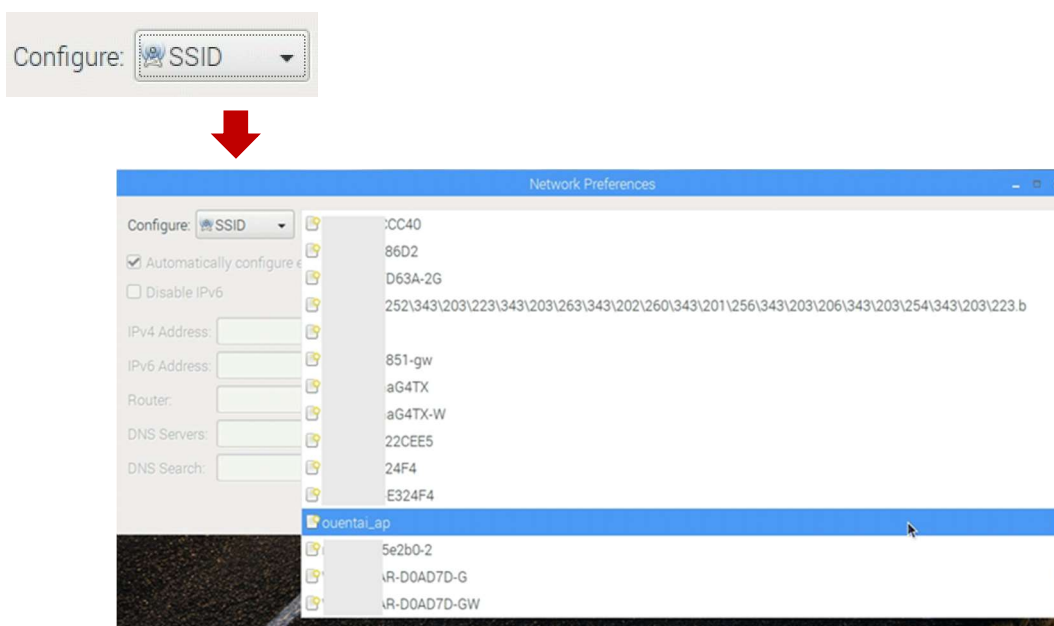 Configure: SSID
Network Preferences
Configure: SSID
Automatically configure
Disable IPv6
IPv4 Address:
IPv6 Address:
Router:
DNS Servers:
DNS Search:
CC40
86D2
D63A-2G
252\343\203\223\343\203\263\343\202\260\343\201\256\343\203\206\343\203\254\343\203\223.b
851-gw
aG4TX
aG4TX-W
22CEE5
24F4
E324F4
ouentai_ap
5e2b0-2
R-D0AD7D-G
R-D0AD7D-GW